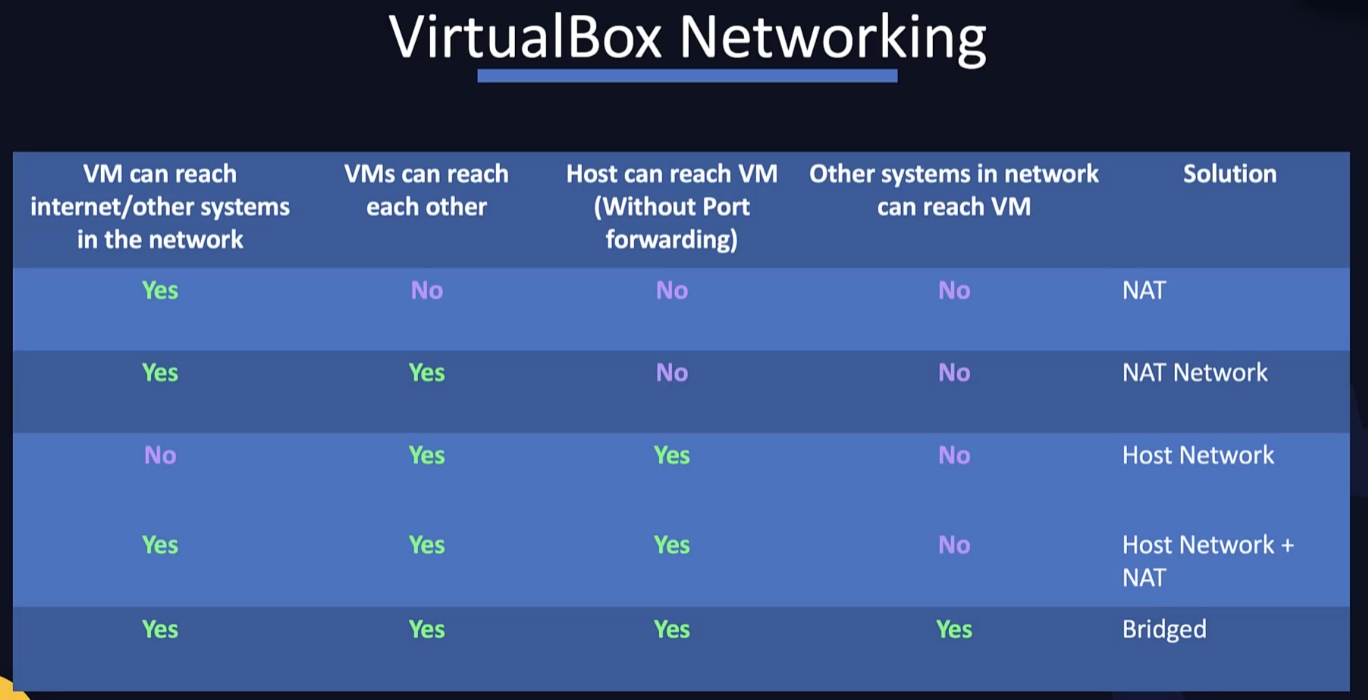 VirtualBox Networking
VM can reach
internet/other systems
in the network
VMs can reach
each other
Host can reach VM
(Without Port
forwarding)
Other systems in network
can reach VM
Solution
Yes No No No NAT
Yes Yes No No NAT Network
No Yes Yes No Host Network
Yes Yes Yes No Host Network +
NAT
Yes Yes Yes Yes Bridged